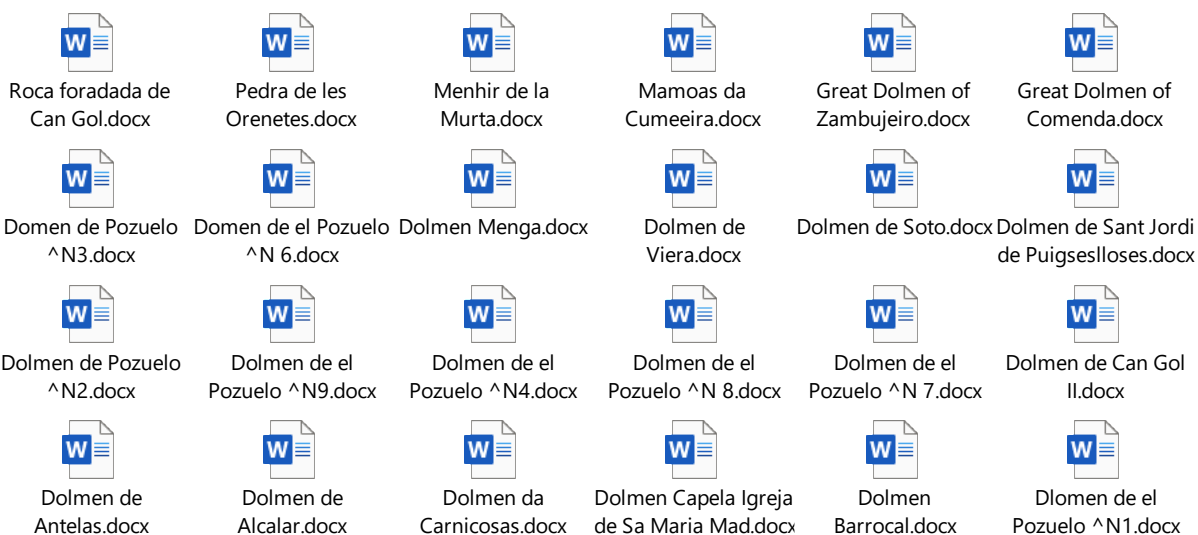 Roca foradada de
Can Gol.docx
Pedra de les
Orenetes.docx
Menhir de la
Murta.docx
Mamoas da
Cumeeira.docx
Great Dolmen of
Zambujeiro.docx
Great Dolmen of
Comenda.docx
Domen de Pozuelo
^N3.docx
Domen de el Pozuelo
^N 6.docx
Dolmen Menga.docx
Dolmen de
Viera.docx
Dolmen de Soto.docx
Dolmen de Sant Jordi
de Puigseslloses.docx
Dolmen de Pozuelo
^N2.docx
Dolmen de el
Pozuelo ^N9.docx
Dolmen de el
Pozuelo ^N4.docx
Dolmen de el
Pozuelo ^N 8.docx
Dolmen de el
Pozuelo ^N 7.docx
Dolmen de Can Gol
II.docx
Dolmen de
Antelas.docx
Dolmen de
Alcalar.docx
Dolmen da
Carnicosas.docx
Dolmen Capela Igreja
de Sa Maria Mad.docx
Dolmen
Barrocal.docx
Dlomen de el
Pozuelo ^N1.docx